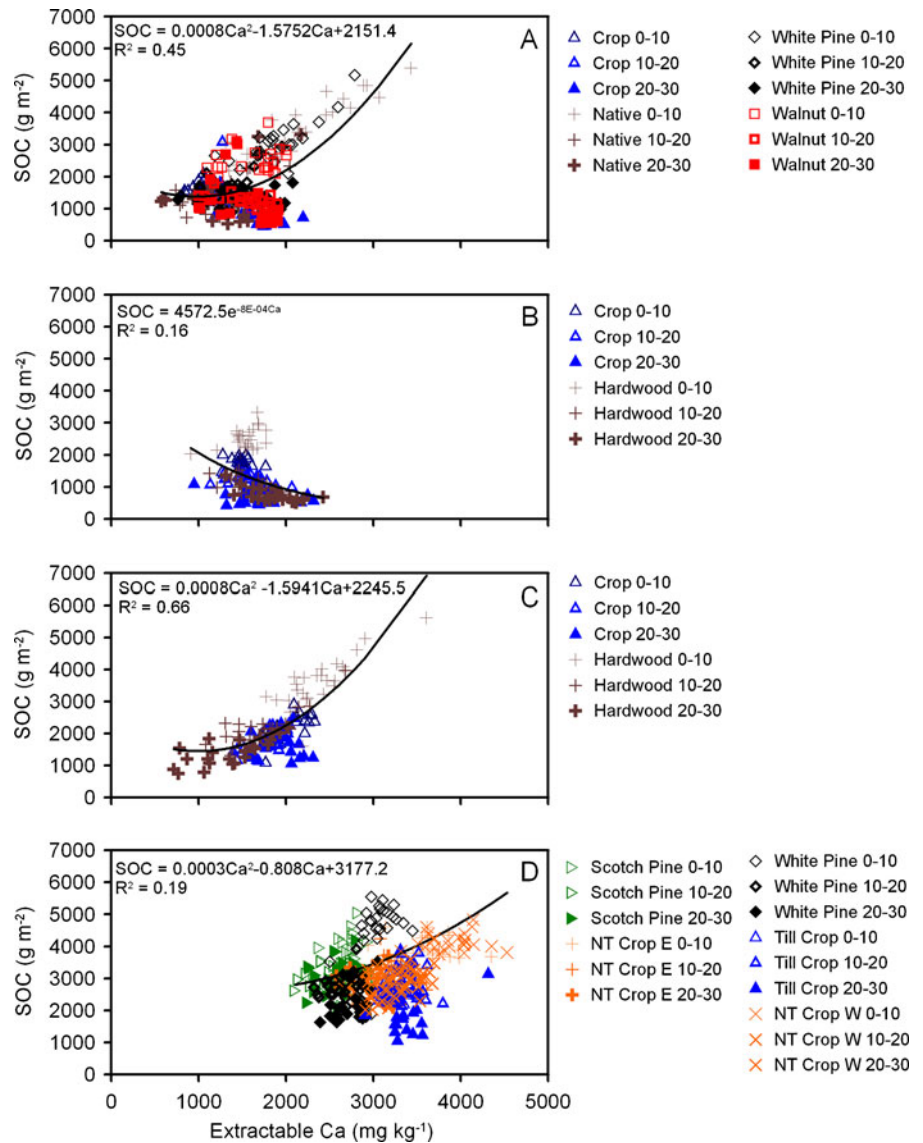 SOC = 0.0008Ca²-1.5752Ca+2151.4
R² = 0.45
A
SOC (g m⁻²)
7000
6000
5000
4000
3000
2000
1000
0
Crop 0-10
Crop 10-20
Crop 20-30
Native 0-10
Native 10-20
Native 20-30
White Pine 0-10
White Pine 10-20
White Pine 20-30
Walnut 0-10
Walnut 10-20
Walnut 20-30
SOC = 4572.5e⁻⁸ᴱ⁻⁰⁴ᶜᵃ
R² = 0.16
B
SOC (g m⁻²)
7000
6000
5000
4000
3000
2000
1000
0
Crop 0-10
Crop 10-20
Crop 20-30
Hardwood 0-10
Hardwood 10-20
Hardwood 20-30
SOC = 0.0008Ca² -1.5941Ca+2245.5
R² = 0.66
C
SOC (g m⁻²)
7000
6000
5000
4000
3000
2000
1000
0
Crop 0-10
Crop 10-20
Crop 20-30
Hardwood 0-10
Hardwood 10-20
Hardwood 20-30
SOC = 0.0003Ca²-0.808Ca+3177.2
R² = 0.19
D
SOC (g m⁻²)
7000
6000
5000
4000
3000
2000
1000
0
0 1000 2000 3000 4000 5000
Extractable Ca (mg kg⁻¹)
Scotch Pine 0-10
Scotch Pine 10-20
Scotch Pine 20-30
NT Crop E 0-10
NT Crop E 10-20
NT Crop E 20-30
White Pine 0-10
White Pine 10-20
White Pine 20-30
Till Crop 0-10
Till Crop 10-20
Till Crop 20-30
NT Crop W 0-10
NT Crop W 10-20
NT Crop W 20-30